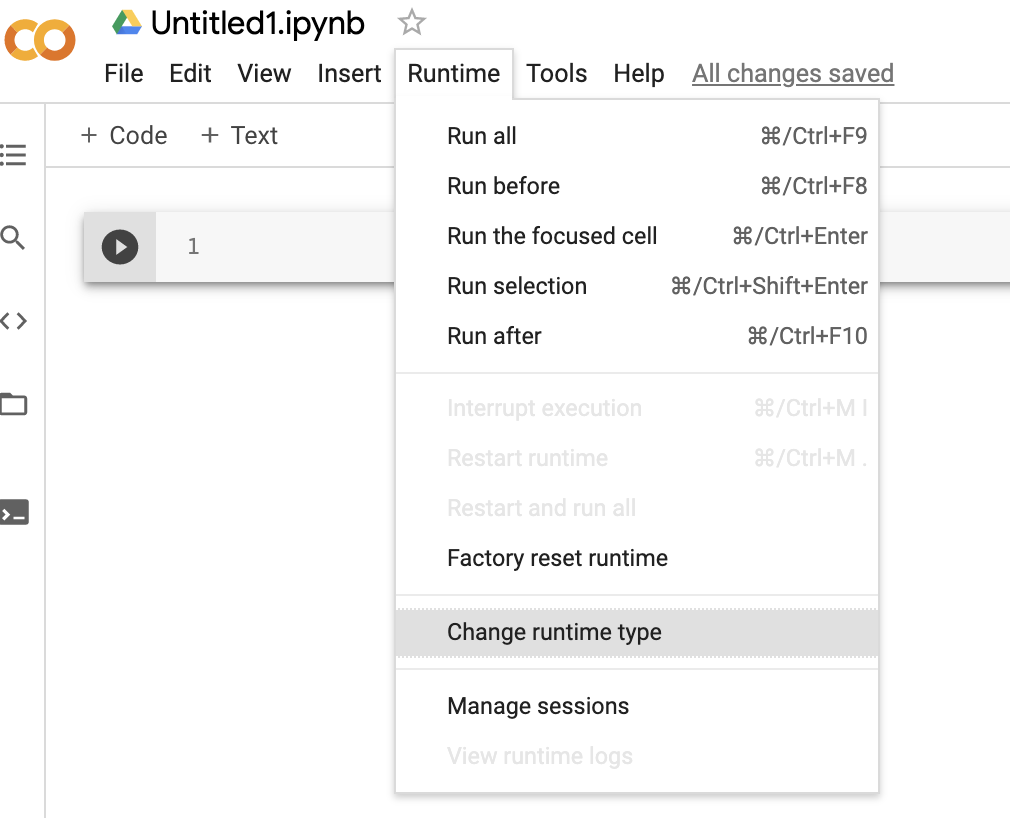 Untitled1.ipynb
File Edit View Insert Runtime Tools Help All changes saved
+ Code + Text
1
Run all ⌘/Ctrl+F9
Run before ⌘/Ctrl+F8
Run the focused cell ⌘/Ctrl+Enter
Run selection ⌘/Ctrl+Shift+Enter
Run after ⌘/Ctrl+F10
Interrupt execution ⌘/Ctrl+M I
Restart runtime ⌘/Ctrl+M .
Restart and run all
Factory reset runtime
Change runtime type
Manage sessions
View runtime logs